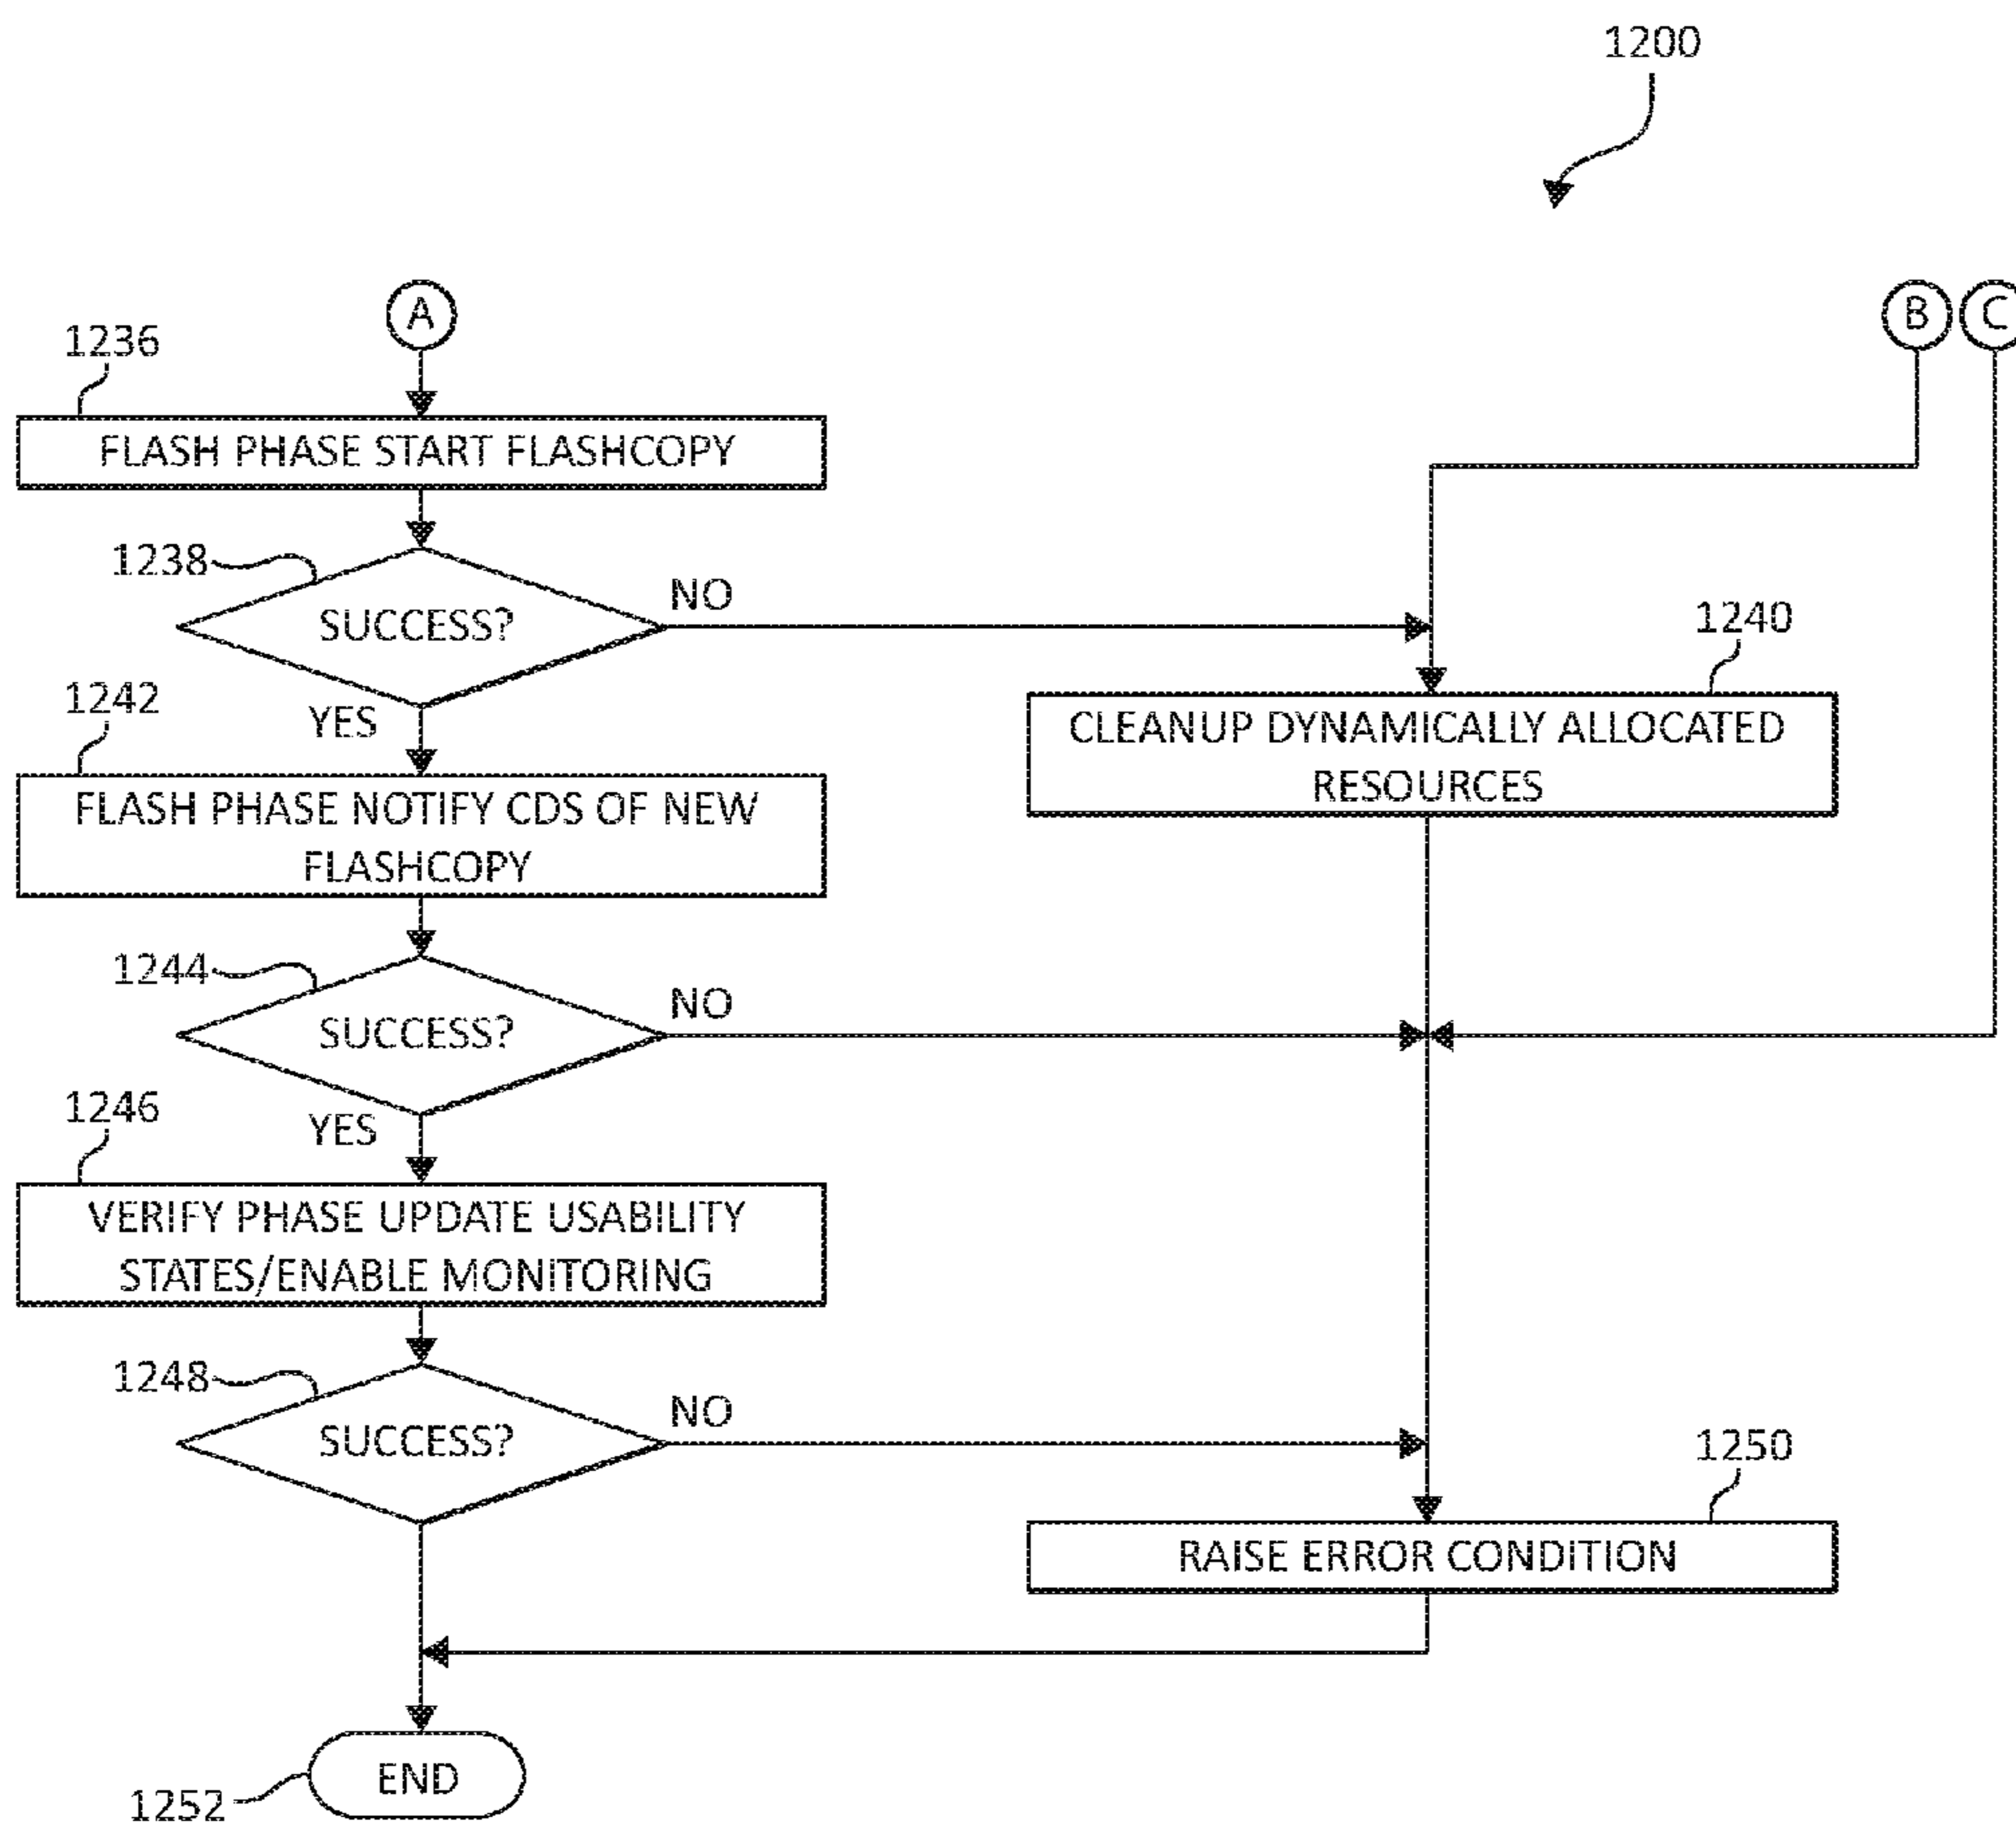 1200
A
B
C
1236
FLASH PHASE START FLASHCOPY
1238
SUCCESS?
NO
YES
1240
CLEANUP DYNAMICALLY ALLOCATED
RESOURCES
1242
FLASH PHASE NOTIFY CDS OF NEW
FLASHCOPY
1244
SUCCESS?
NO
YES
1246
VERIFY PHASE UPDATE USABILITY
STATES/ENABLE MONITORING
1248
SUCCESS?
NO
1250
RAISE ERROR CONDITION
END
1252